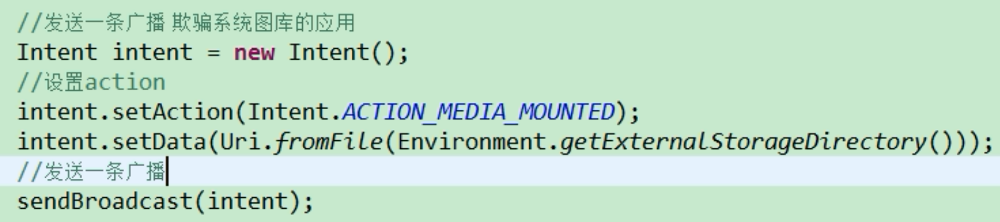 //发送一条广播 欺骗系统图库的应用
Intent intent = new Intent();
//设置action
intent.setAction(Intent.ACTION_MEDIA_MOUNTED);
intent.setData(Uri.fromFile(Environment.getExternalStorageDirectory()));
//发送一条广播
sendBroadcast(intent);